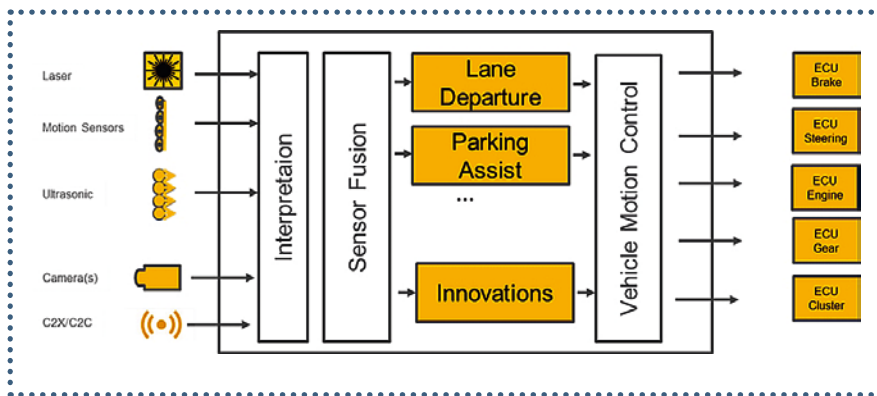 Laser
Motion Sensors
Ultrasonic
Camera(s)
C2X/C2C
Interpretaion
Sensor Fusion
Lane
Departure
Parking
Assist
...
Innovations
Vehicle Motion Control
ECU
Brake
ECU
Steering
ECU
Engine
ECU
Gear
ECU
Cluster